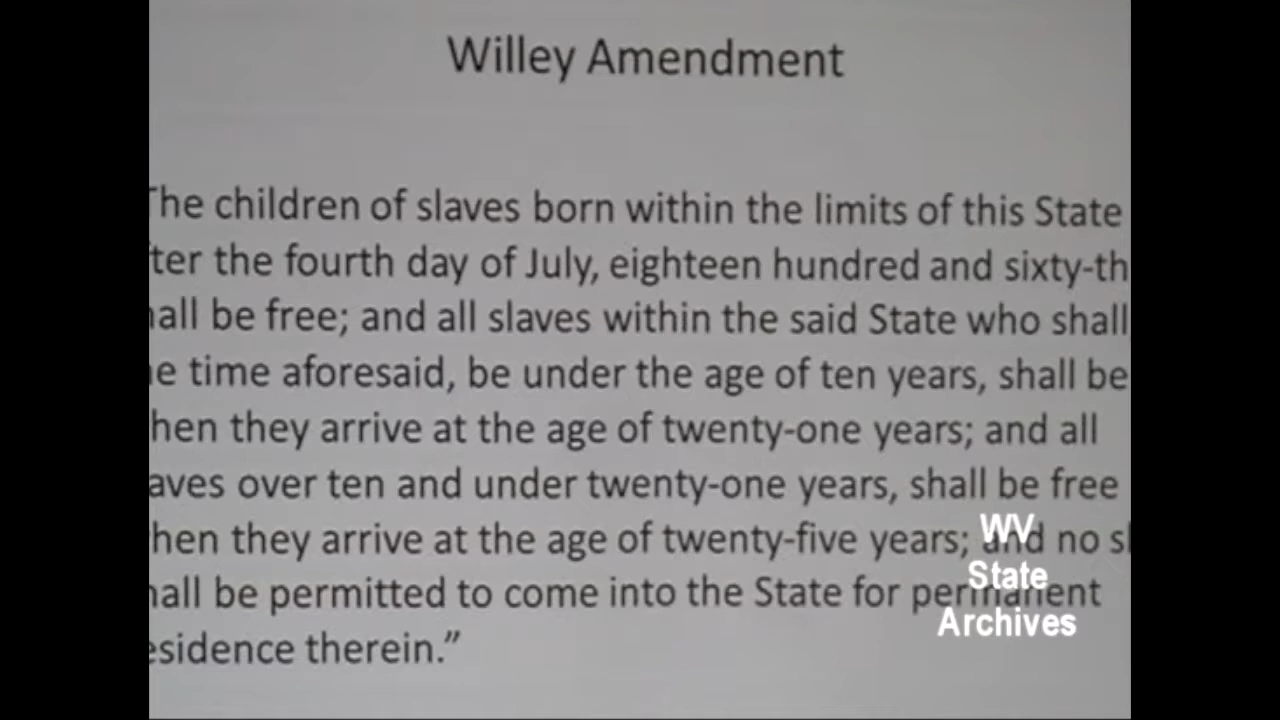 Willey Amendment
The children of slaves born within the limits of this State
fter the fourth day of July, eighteen hundred and sixty-th
hall be free; and all slaves within the said State who shall
e time aforesaid, be under the age of ten years, shall be
hen they arrive at the age of twenty-one years; and all
aves over ten and under twenty-one years, shall be free
hen they arrive at the age of twenty-five years; and no sl
hall be permitted to come into the State for permanent
esidence therein.”
WV
State
Archives